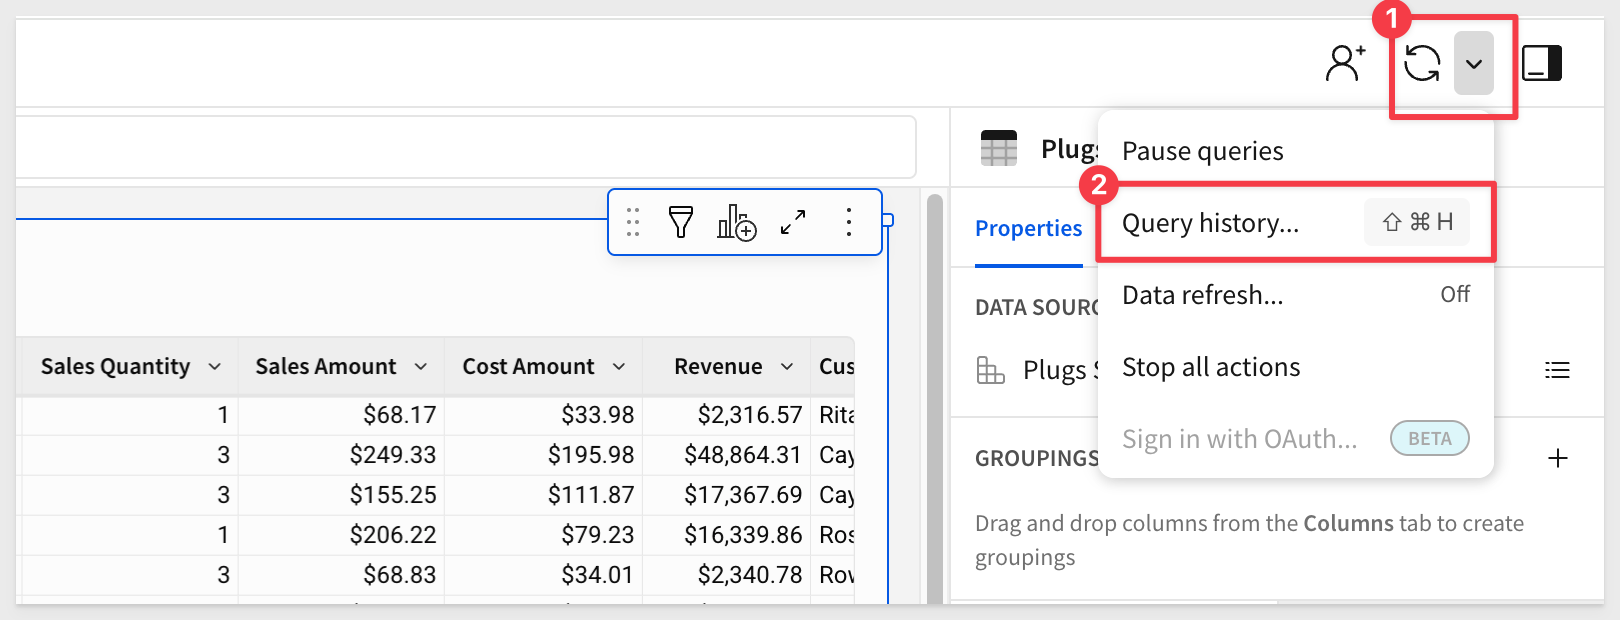 1
Plugs
Pause queries
2
Properties
Query history... ⇧ ⌘ H
Data refresh... Off
DATA SOURC
Plugs S
Stop all actions
Sign in with OAuth... BETA
GROUPINGS
Drag and drop columns from the Columns tab to create
groupings
Sales Quantity Sales Amount Cost Amount Revenue Cus
1 $68.17 $33.98 $2,316.57 Rita
3 $249.33 $195.98 $48,864.31 Cay
3 $155.25 $111.87 $17,367.69 Cay
1 $206.22 $79.23 $16,339.86 Ros
3 $68.83 $34.01 $2,340.78 Row